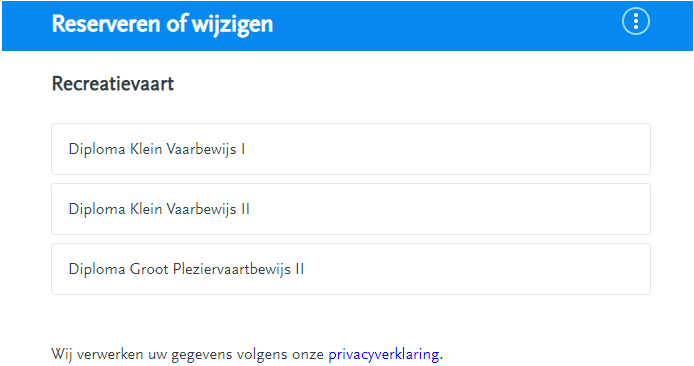 Reserveren of wijzigen
Recreatievaart
Diploma Klein Vaarbewijs I
Diploma Klein Vaarbewijs II
Diploma Groot Pleziervaartbewijs II
Wij verwerken uw gegevens volgens onze privacyverklaring.